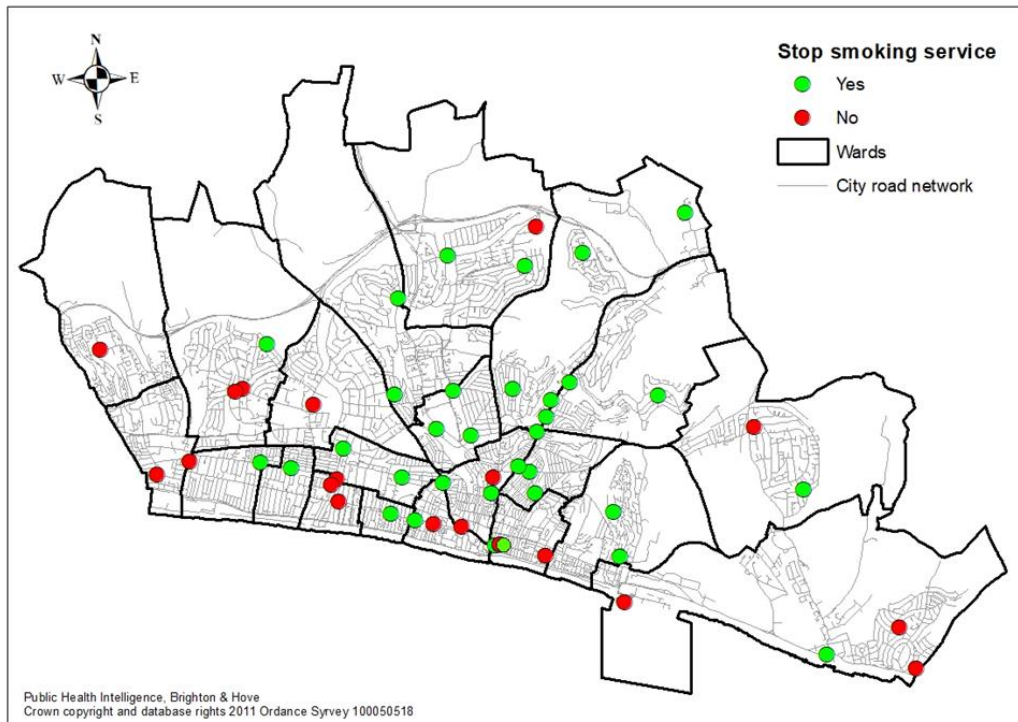 N
W E
S
Stop smoking service
Yes
No
Wards
City road network
Public Health Intelligence, Brighton & Hove
Crown copyright and database rights 2011 Ordance Syrvey 100050518